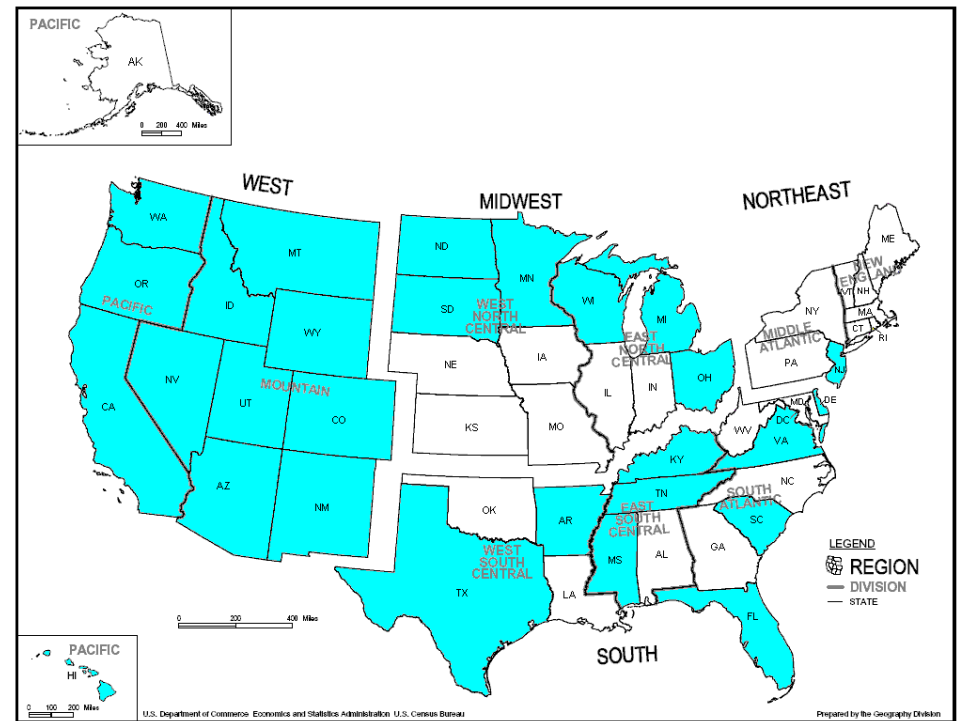 PACIFIC
AK
0 200 400 Miles
WEST
MIDWEST
NORTHEAST
WA
MT
ND
MN
ME
OR
ID
SD
WI
MI
NEW
ENGLAND
VT
NH
NY
MA
CT
RI
PACIFIC
WY
WEST
NORTH
CENTRAL
EAST
NORTH
CENTRAL
MIDDLE
ATLANTIC
PA
NJ
NV
UT
MOUNTAIN
CO
NE
IA
IL
IN
OH
MD
DE
DC
CA
KS
MO
WV
VA
KY
AZ
NM
OK
AR
TN
NC
SOUTH
ATLANTIC
SC
EAST
SOUTH
CENTRAL
MS
AL
GA
WEST
SOUTH
CENTRAL
TX
LA
FL
LEGEND
REGION
DIVISION
STATE
0 200 400 Miles
SOUTH
PACIFIC
HI
0 100 200 Miles
U.S. Department of Commerce Economics and Statistics Administration U.S. Census Bureau
Prepared by the Geography Division